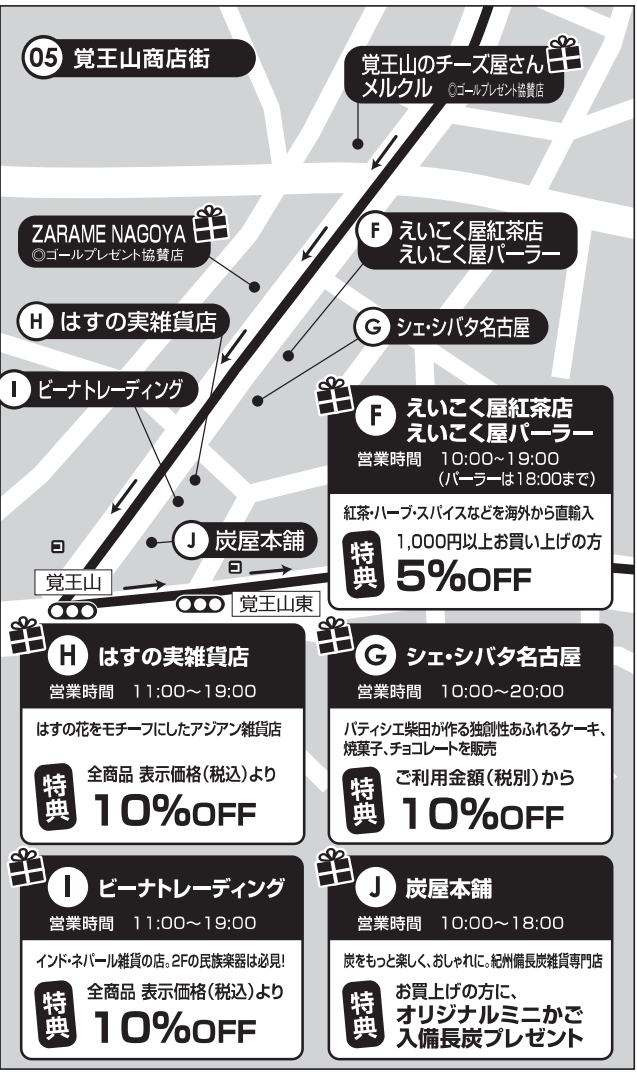 05 覚王山商店街
覚王山のチーズ屋さん
メルクル ◎ゴールプレゼント協賛店
ZARAME NAGOYA
◎ゴールプレゼント協賛店
F えいこく屋紅茶店
えいこく屋パーラー
H はすの実雑貨店
G シェ・シバタ名古屋
I ビーナトレーディング
J 炭屋本舗
覚王山
覚王山東
F えいこく屋紅茶店
えいこく屋パーラー
営業時間 10:00~19:00
(パーラーは18:00まで)
紅茶・ハーブ・スパイスなどを海外から直輸入
特典
1,000円以上お買い上げの方
5%OFF
H はすの実雑貨店
営業時間 11:00〜19:00
はすの花をモチーフにしたアジアン雑貨店
特典
全商品 表示価格(税込)より
10%OFF
G シェ・シバタ名古屋
営業時間 10:00〜20:00
パティシエ柴田が作る独創性あふれるケーキ、
焼菓子、チョコレートを販売
特典
ご利用金額(税別)から
10%OFF
I ビーナトレーディング
営業時間 11:00〜19:00
インド・ネパール雑貨の店。2Fの民族楽器は必見!
特典
全商品 表示価格(税込)より
10%OFF
J 炭屋本舗
営業時間 10:00〜18:00
炭をもっと楽しく、おしゃれに。紀州備長炭雑貨専門店
特典
お買上げの方に、
オリジナルミニかご
入備長炭プレゼント